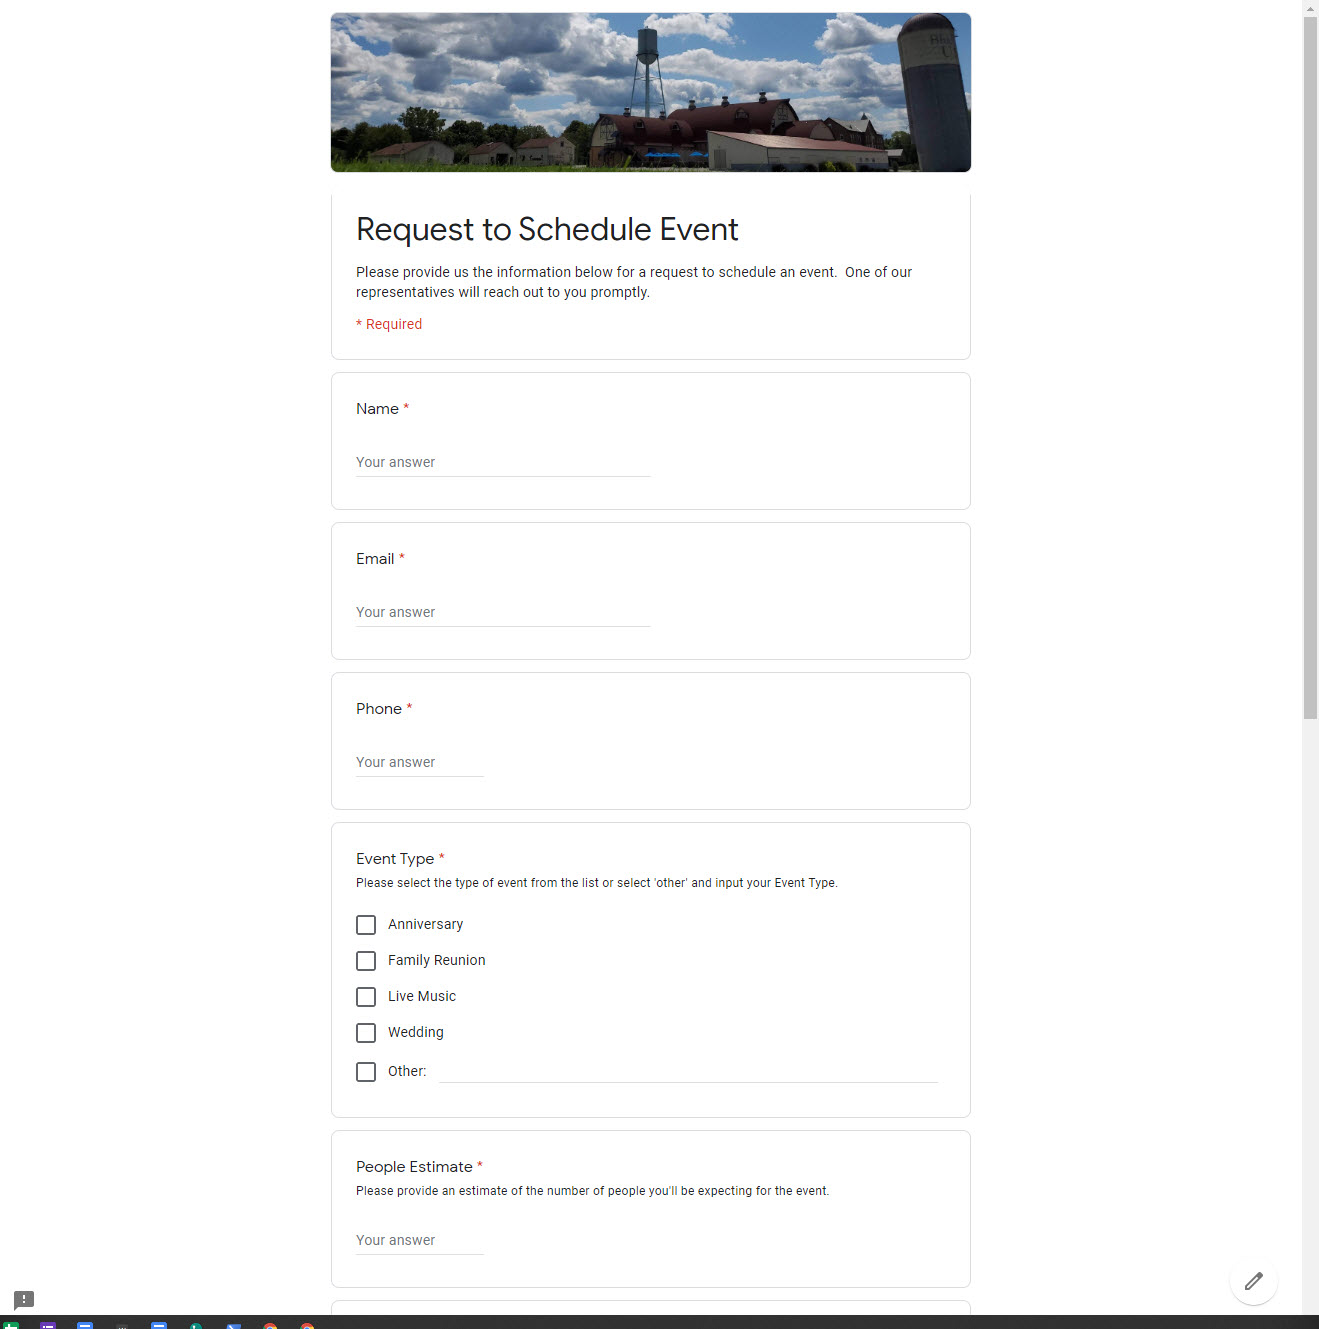 Request to Schedule Event
Please provide us the information below for a request to schedule an event.  One of our
representatives will reach out to you promptly.
* Required
Name *
Your answer
Email *
Your answer
Phone *
Your answer
Event Type *
Please select the type of event from the list or select 'other' and input your Event Type.
Anniversary
Family Reunion
Live Music
Wedding
Other:
People Estimate *
Please provide an estimate of the number of people you'll be expecting for the event.
Your answer